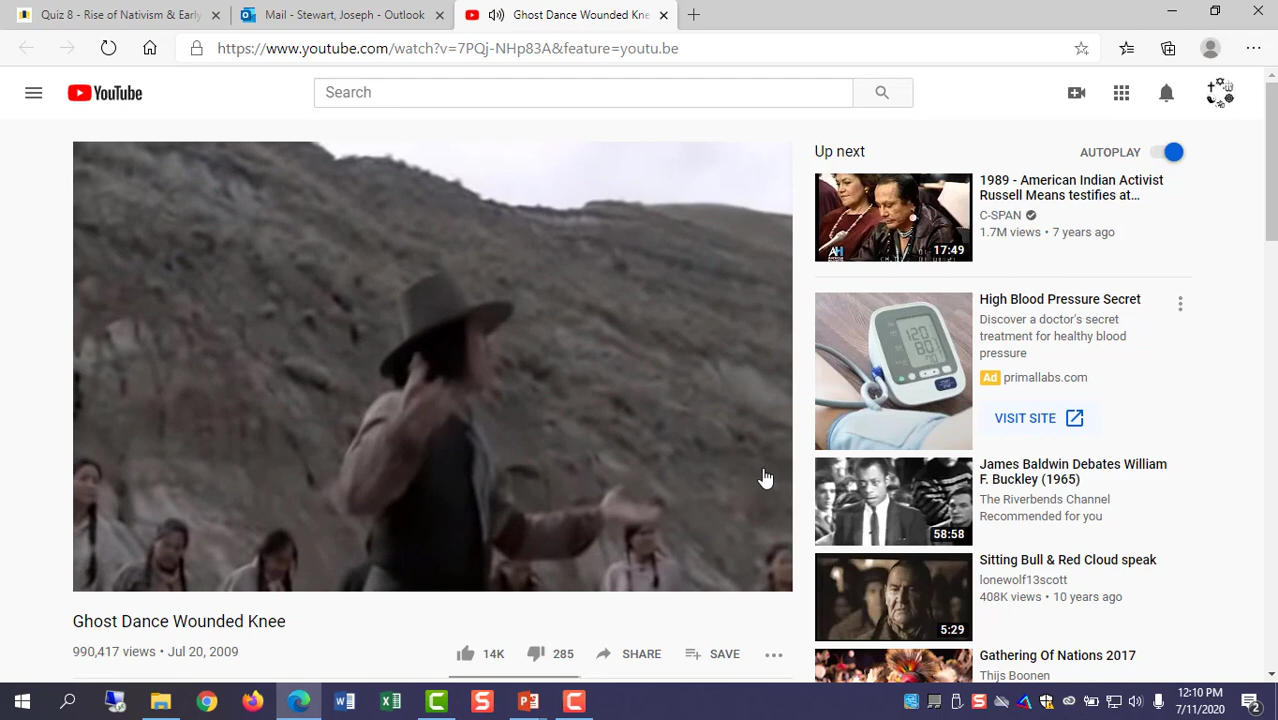 Quiz 8 - Rise of Nativism & Early
Mail - Stewart, Joseph - Outlook
Ghost Dance Wounded Kne
https://www.youtube.com/watch?v=7PQj-NHp83A&feature=youtu.be
YouTube
Search
Up next
AUTOPLAY
1989 - American Indian Activist
Russell Means testifies at...
C-SPAN
1.7M views • 7 years ago
17:49
High Blood Pressure Secret
Discover a doctor's secret
treatment for healthy blood
pressure
Ad primallabs.com
VISIT SITE
James Baldwin Debates William
F. Buckley (1965)
The Riverbends Channel
Recommended for you
58:58
Sitting Bull & Red Cloud speak
lonewolf13scott
408K views • 10 years ago
5:29
Gathering Of Nations 2017
Thijs Boonen
Ghost Dance Wounded Knee
990,417 views • Jul 20, 2009
14K
285
SHARE
SAVE
12:10 PM
7/11/2020
2